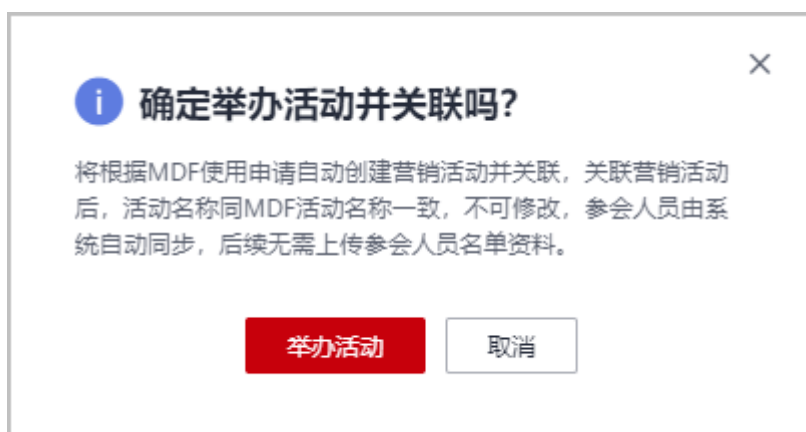 确定举办活动并关联吗?
将根据MDF使用申请自动创建营销活动并关联，关联营销活动
后，活动名称同MDF活动名称一致，不可修改，参会人员由系
统自动同步，后续无需上传参会人员名单资料。
举办活动
取消